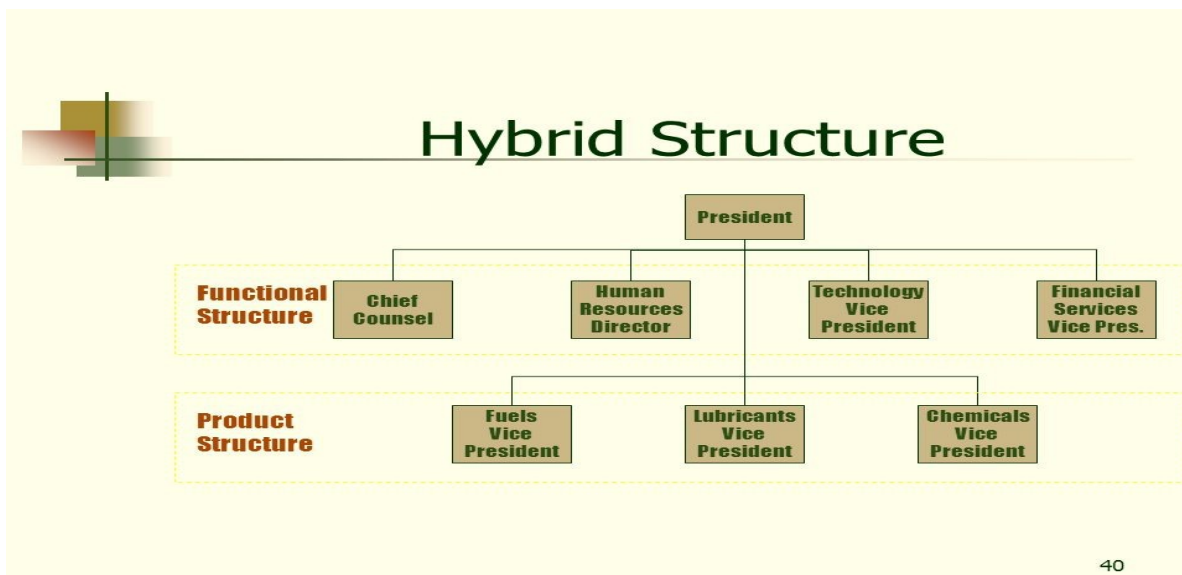 Hybrid Structure
President
Functional
Structure
Chief
Counsel
Human
Resources
Director
Technology
Vice
President
Financial
Services
Vice Pres.
Product
Structure
Fuels
Vice
President
Lubricants
Vice
President
Chemicals
Vice
President
40